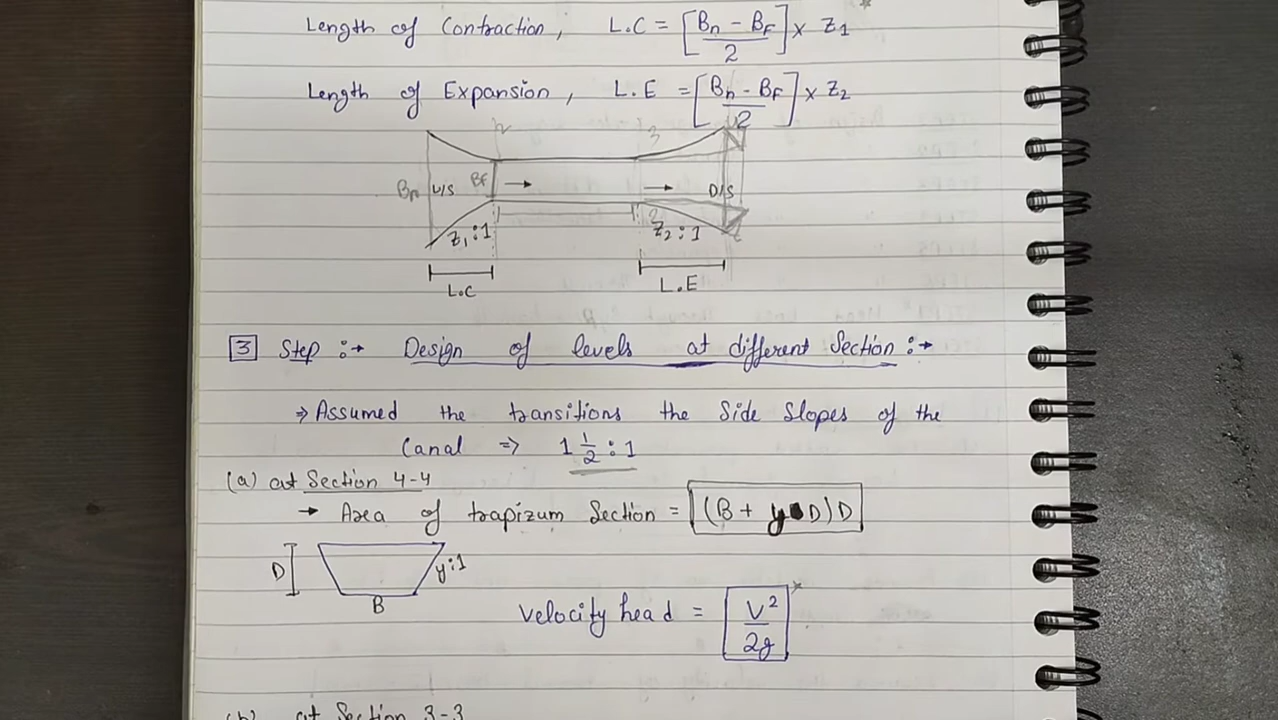 Length of Contraction, L.C = [Bn - BF / 2] × Z1
Length of Expansion, L.E = [Bn - BF / 2] × Z2
2 3
Bn U/S BF → → D/S
Z1:1 Z2:1
L.C L.E
3 Step :→ Design of levels at different Section :→
⇒ Assumed the transitions the Side Slopes of the
Canal ⇒ 1 1/2 : 1
(a) at Section 4-4
→ Area of trapizum Section = (B + yD)D
D y:1
B
Velocity head = V²/2g
(b) at Section 3-3